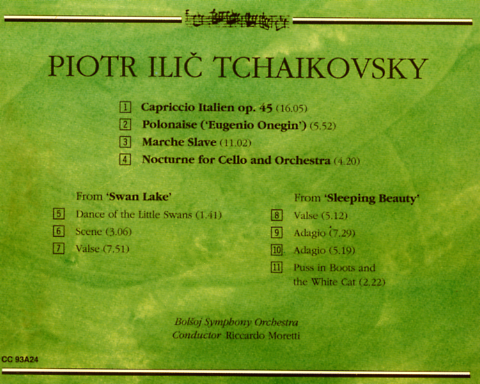 PIOTR ILIČ TCHAIKOVSKY
1 Capriccio Italien op. 45 (16.05)
2 Polonaise ('Eugenio Onegin') (5.52)
3 Marche Slave (11.02)
4 Nocturne for Cello and Orchestra (4.20)
From 'Swan Lake'
5 Dance of the Little Swans (1.41)
6 Scene (3.06)
7 Valse (7.51)
From 'Sleeping Beauty'
8 Valse (5.12)
9 Adagio (7.29)
10 Adagio (5.19)
11 Puss in Boots and
the White Cat (2.22)
Bolšoj Symphony Orchestra
Conductor Riccardo Moretti
CC 93A24